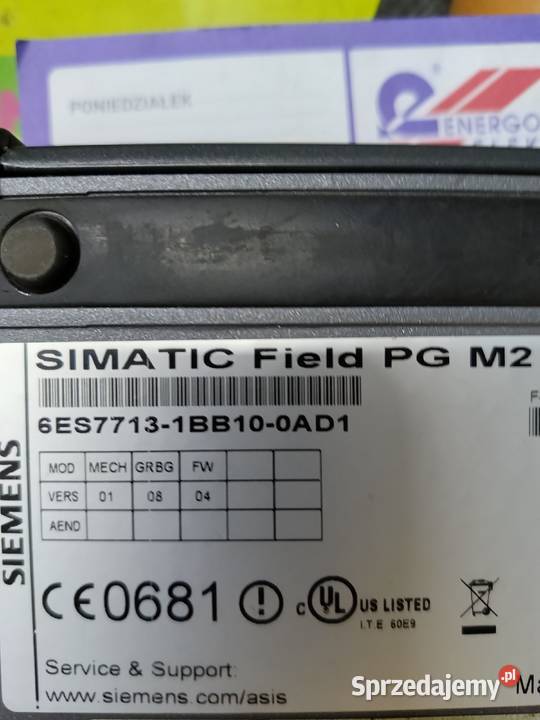 PONIEDZIAŁEK
ENERGO
SIMATIC Field PG M2
6ES7713-1BB10-0AD1
SIEMENS
MOD MECH GRBG FW
VERS 01 08 04
AEND
CE0681
C UL US LISTED
I.T.E 60E9
Service & Support:
www.siemens.com/asis
Sprzedajemy.pl